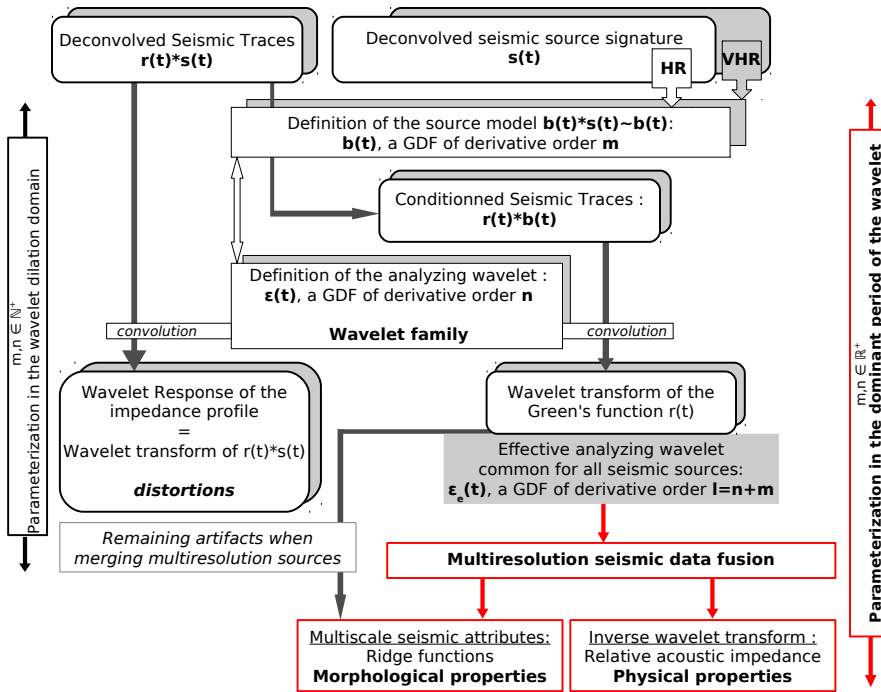 Deconvolved Seismic Traces
r(t)*s(t)
Deconvolved seismic source signature
s(t)
HR
VHR
Definition of the source model b(t)*s(t)~b(t):
b(t), a GDF of derivative order m
Conditionned Seismic Traces :
r(t)*b(t)
Definition of the analyzing wavelet :
ε(t), a GDF of derivative order n
Wavelet family
convolution
convolution
Wavelet Response of the
impedance profile
=
Wavelet transform of r(t)*s(t)
distortions
Wavelet transform of the
Green's function r(t)
Effective analyzing wavelet
common for all seismic sources:
εe(t), a GDF of derivative order l=n+m
Remaining artifacts when
merging multiresolution sources
Multiresolution seismic data fusion
Multiscale seismic attributes:
Ridge functions
Morphological properties
Inverse wavelet transform :
Relative acoustic impedance
Physical properties
m,n ∈ ℕ⁺
Parameterization in the wavelet dilation domain
m,n ∈ ℝ⁺
Parameterization in the dominant period of the wavelet